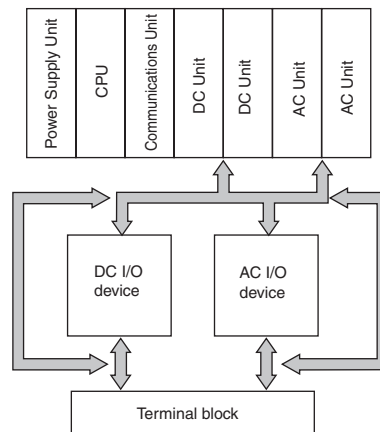 Power Supply Unit
CPU
Communications Unit
DC Unit
DC Unit
AC Unit
AC Unit
DC I/O
device
AC I/O
device
Terminal block